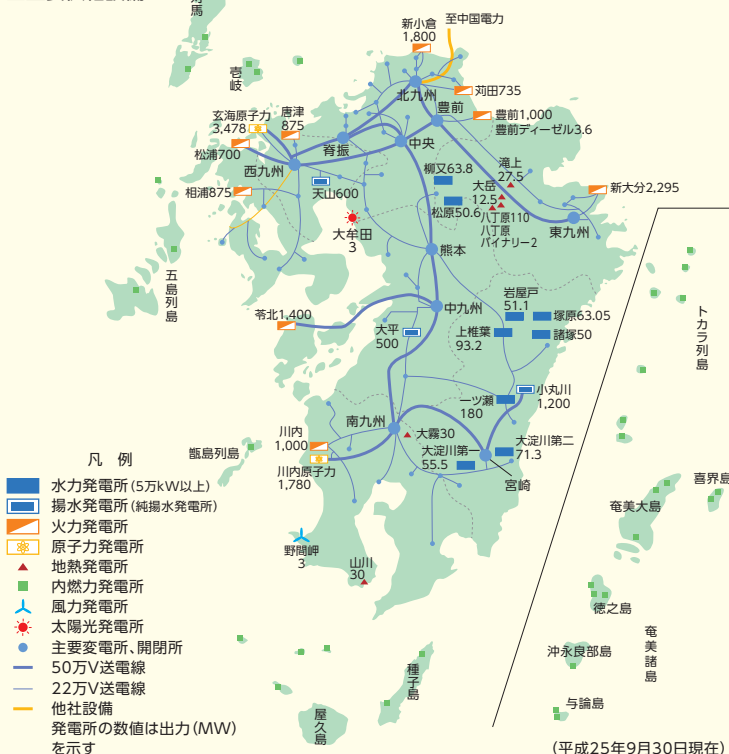 対馬
壱岐
新小倉
1,800
至中国電力
北九州
苅田735
豊前
豊前1,000
豊前ディーゼル3.6
玄海原子力
3,478
唐津
875
松浦700
脊振
中央
西九州
相浦875
天山600
柳又63.8
松原50.6
滝上
27.5
大岳
12.5
八丁原110
八丁原
バイナリー2
新大分2,295
東九州
大牟田
3
熊本
五島列島
苓北1,400
中九州
大平
500
岩屋戸
51.1
塚原63.05
上椎葉
93.2
諸塚50
一ツ瀬
180
小丸川
1,200
南九州
大霧30
大淀川第一
55.5
大淀川第二
71.3
宮崎
川内
1,000
川内原子力
1,780
甑島列島
野間岬
3
山川
30
種子島
屋久島
トカラ列島
喜界島
奄美大島
徳之島
奄美諸島
沖永良部島
与論島
凡例
水力発電所(5万kW以上)
揚水発電所(純揚水発電所)
火力発電所
原子力発電所
地熱発電所
内燃力発電所
風力発電所
太陽光発電所
主要変電所、開閉所
50万V送電線
22万V送電線
他社設備
発電所の数値は出力(MW)
を示す
(平成25年9月30日現在)